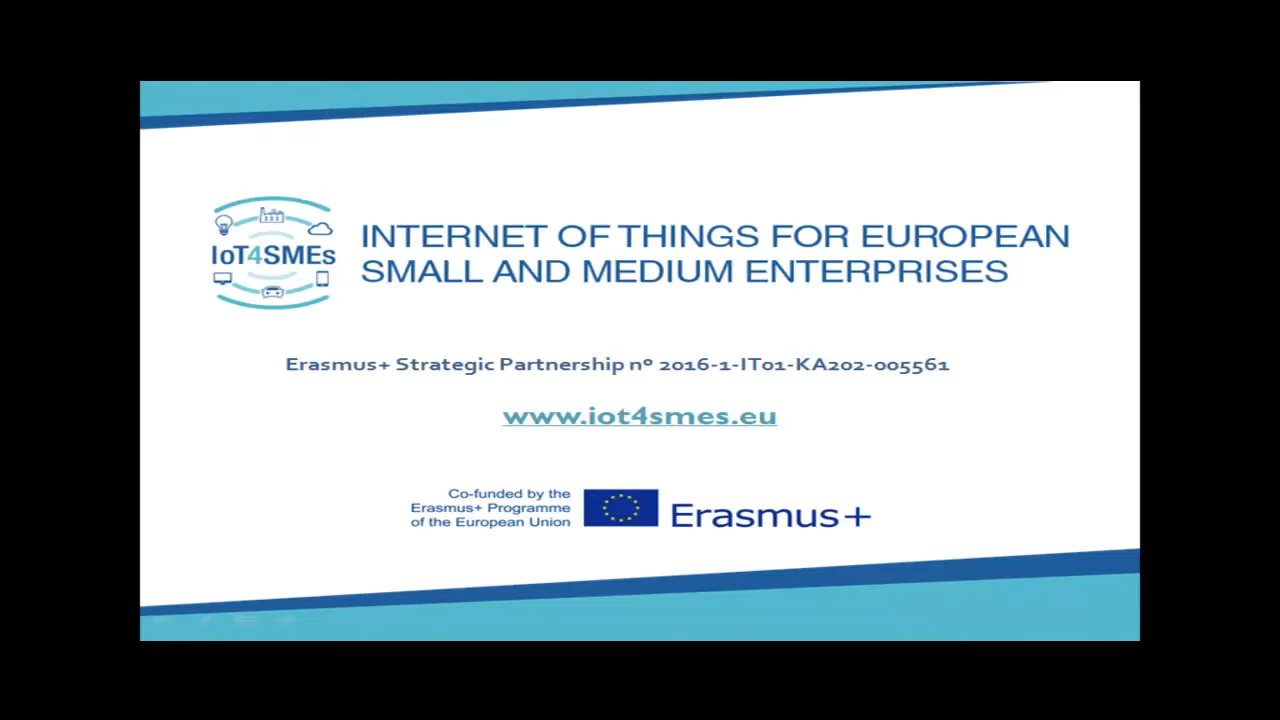 IoT4SMEs
INTERNET OF THINGS FOR EUROPEAN
SMALL AND MEDIUM ENTERPRISES
Erasmus+ Strategic Partnership nº 2016-1-IT01-KA202-005561
www.iot4smes.eu
Co-funded by the
Erasmus+ Programme
of the European Union
Erasmus+